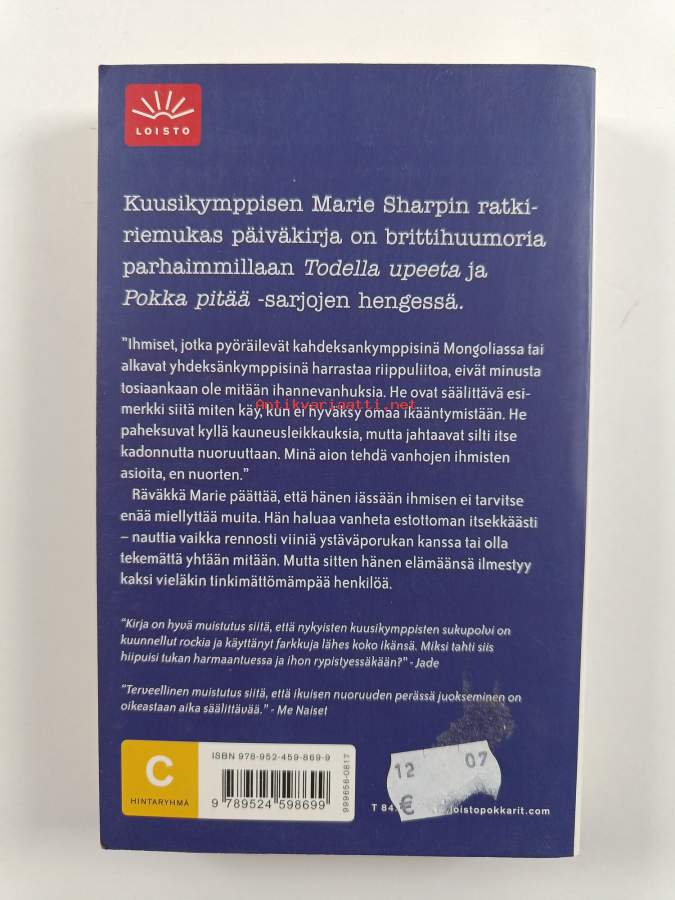 LOISTO
Kuusikymppisen Marie Sharpin ratki-
riemukas päiväkirja on brittihuumoria
parhaimmillaan Todella upeeta ja
Pokka pitää -sarjojen hengessä.
"Ihmiset, jotka pyöräilevät kahdeksankymppisinä Mongoliassa tai
alkavat yhdeksänkymppisinä harrastaa riippuliitoa, eivät minusta
tosiaankaan ole mitään ihannevanhuksia. He ovat säälittävä esi-
merkki siitä miten käy, kun ei hyväksy omaa ikääntymistään. He
Antikvariaatti.net
paheksuvat kyllä kauneusleikkauksia, mutta jahtaavat silti itse
kadonnutta nuoruuttaan. Minä aion tehdä vanhojen ihmisten
asioita, en nuorten."
Räväkkä Marie päättää, että hänen iässään ihmisen ei tarvitse
enää miellyttää muita. Hän haluaa vanheta estottoman itsekkäästi
– nauttia vaikka rennosti viiniä ystäväporukan kanssa tai olla
tekemättä yhtään mitään. Mutta sitten hänen elämäänsä ilmestyy
kaksi vieläkin tinkimättömämpää henkilöä.
"Kirja on hyvä muistutus siitä, että nykyisten kuusikymppisten sukupolvi on
kuunnellut rockia ja käyttänyt farkkuja lähes koko ikänsä. Miksi tahti siis
hiipuisi tukan harmaantuessa ja ihon rypistyessäkään?" - Jade
"Terveellinen muistutus siitä, että ikuisen nuoruuden perässä juokseminen on
oikeastaan aika säälittävää." - Me Naiset
C
HINTARYHMÄ
ISBN 978-952-459-869-9
9 789524 598699
999656-0817
12 07
€
T 84.
.loistopokkarit.com